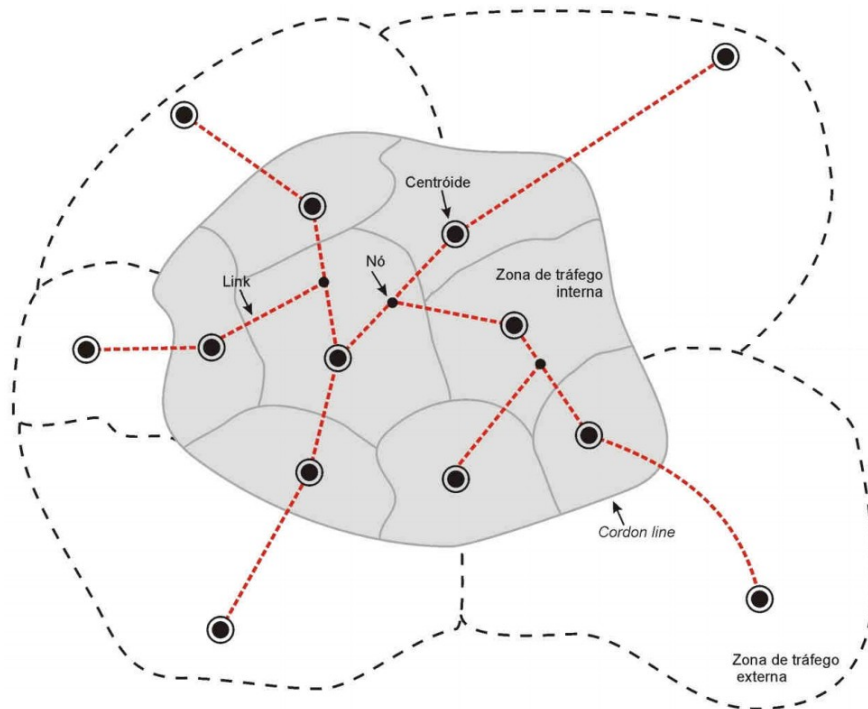 Centróide
Nó
Link
Zona de tráfego
interna
Cordon line
Zona de tráfego
externa